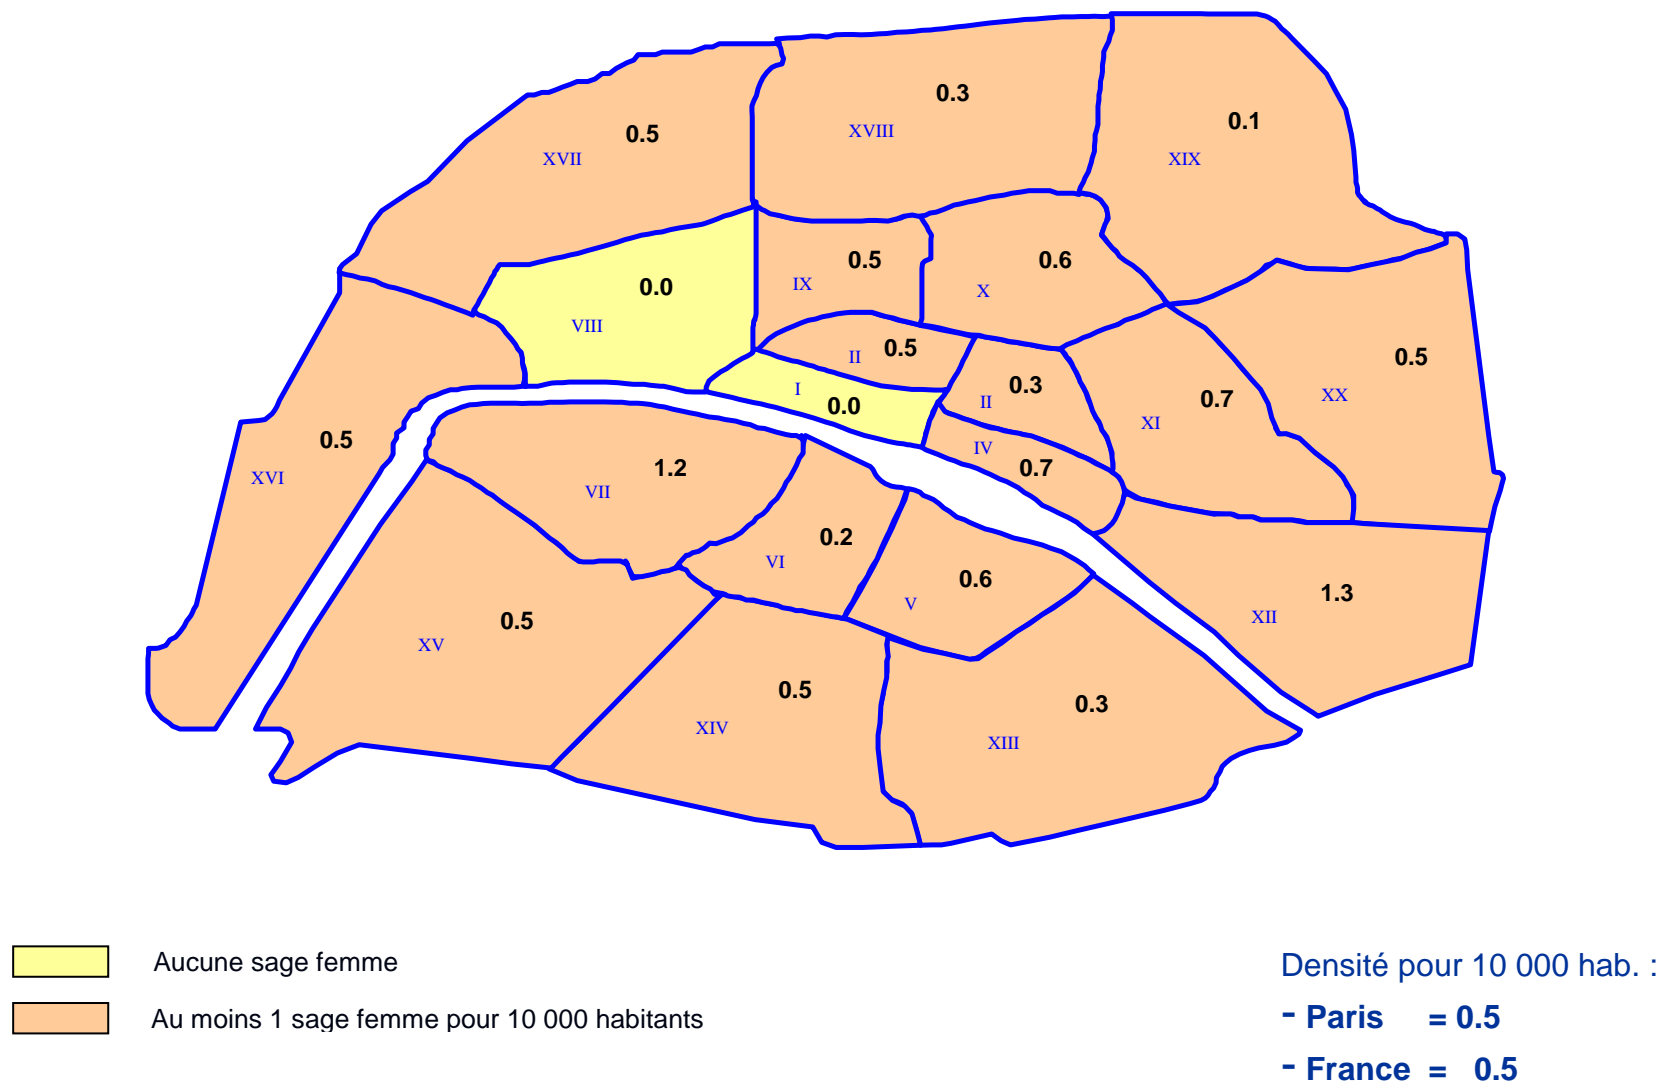 0.3
XVIII
0.1
XIX
0.5
XVII
0.0
VIII
0.5
IX
0.6
X
0.5
II
0.0
I
0.3
II
0.7
IV
0.7
XI
0.5
XX
0.5
XVI
1.2
VII
0.2
VI
0.6
V
1.3
XII
0.5
XV
0.5
XIV
0.3
XIII
Aucune sage femme
Au moins 1 sage femme pour 10 000 habitants
Densité pour 10 000 hab. :
- Paris = 0.5
- France = 0.5